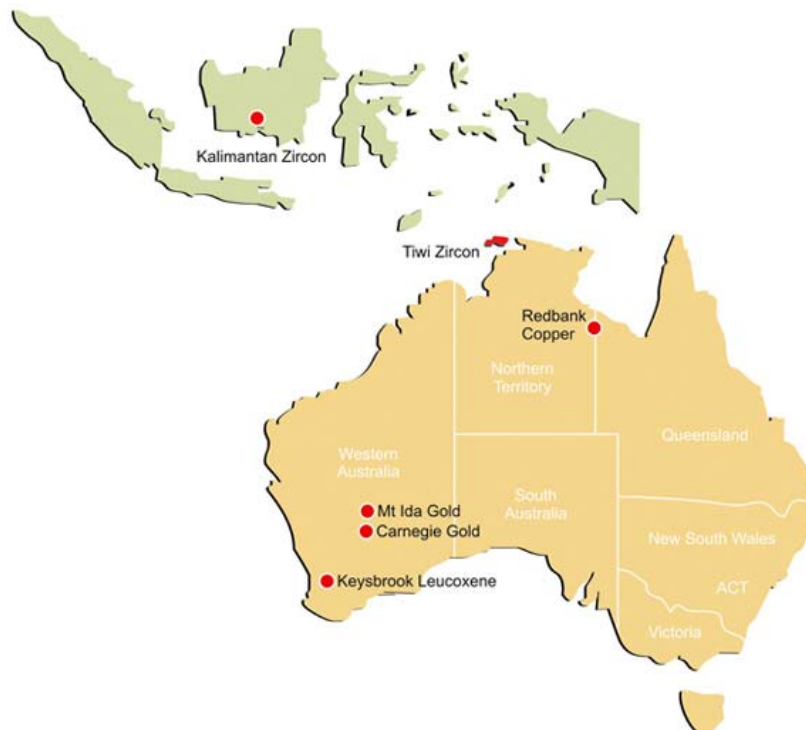 Kalimantan Zircon
Tiwi Zircon
Redbank
Copper
Northern
Territory
Queensland
Western
Australia
Mt Ida Gold
South
Australia
Carnegie Gold
New South Wales
Keysbrook Leucoxene
ACT
Victoria